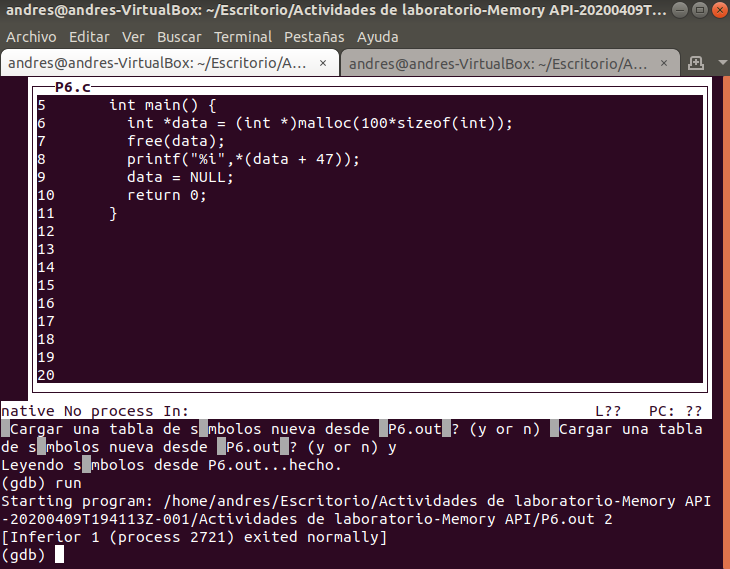 andres@andres-VirtualBox: ~/Escritorio/Actividades de laboratorio-Memory API-20200409T...
Archivo Editar Ver Buscar Terminal Pestañas Ayuda
andres@andres-VirtualBox: ~/Escritorio/A... × andres@andres-VirtualBox: ~/Escritorio/A... ×
P6.c
5 int main() {
6 int *data = (int *)malloc(100*sizeof(int));
7 free(data);
8 printf("%i",*(data + 47));
9 data = NULL;
10 return 0;
11 }
12
13
14
15
16
17
18
19
20
native No process In: L?? PC: ??
Cargar una tabla de s mbolos nueva desde P6.out ? (y or n) Cargar una tabla
de s mbolos nueva desde P6.out ? (y or n) y
Leyendo s mbolos desde P6.out...hecho.
(gdb) run
Starting program: /home/andres/Escritorio/Actividades de laboratorio-Memory API
-20200409T194113Z-001/Actividades de laboratorio-Memory API/P6.out 2
[Inferior 1 (process 2721) exited normally]
(gdb)